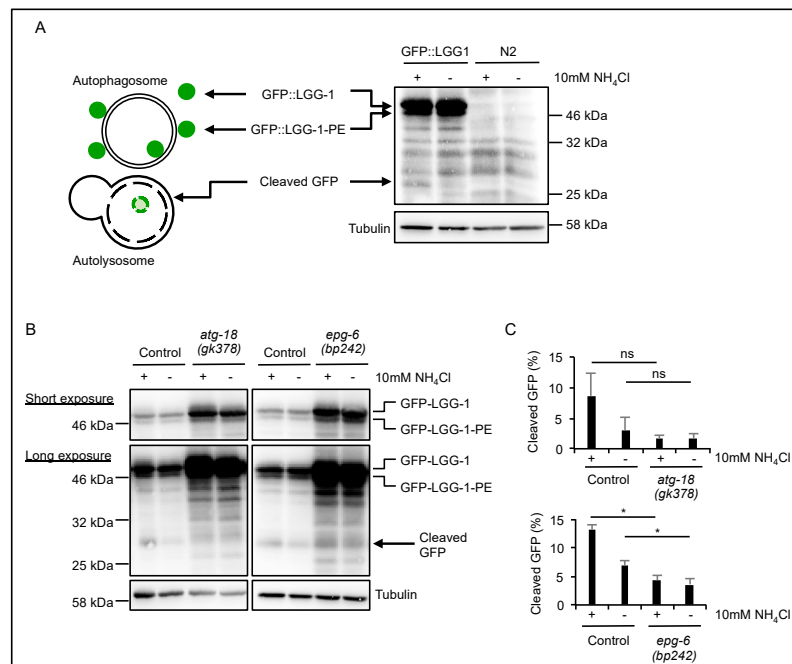 A
GFP::LGG1 N2
+ - + - 10mM NH4Cl
Autophagosome
GFP::LGG-1
GFP::LGG-1-PE
Cleaved GFP
Autolysosome
46 kDa
32 kDa
25 kDa
Tubulin
58 kDa
B
Control atg-18 (gk378) Control epg-6 (bp242)
+ - + - + - + - 10mM NH4Cl
Short exposure
46 kDa
GFP-LGG-1
GFP-LGG-1-PE
Long exposure
46 kDa
32 kDa
25 kDa
58 kDa
GFP-LGG-1
GFP-LGG-1-PE
Cleaved
GFP
Tubulin
C
Cleaved GFP (%)
15
10
5
0
ns
ns
+ - + - 10mM NH4Cl
Control atg-18
(gk378)
Cleaved GFP (%)
15
10
5
0
*
*
+ - + - 10mM NH4Cl
Control epg-6
(bp242)